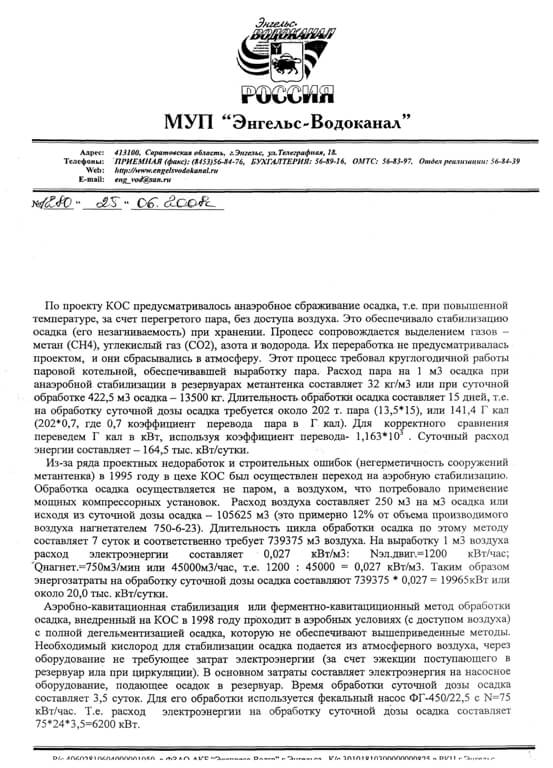 Энгельс-
ВОДОКАНАЛ
РОССИЯ
МУП “Энгельс-Водоканал”
Адрес: 413100, Саратовская область, г.Энгельс, ул.Телеграфная, 18.
Телефоны: ПРИЕМНАЯ (факс): (8453)56-84-76, БУХГАЛТЕРИЯ: 56-89-16, ОМТС: 56-83-97, Отдел реализации: 56-84-39
Web: http://www.engelsvodokanal.ru
E-mail: eng_vod@san.ru
№1280 " 25 " 06. 2008г
По проекту КОС предусматривалось анаэробное сбраживание осадка, т.е. при повышенной
температуре, за счет перегретого пара, без доступа воздуха. Это обеспечивало стабилизацию
осадка (его незагниваемость) при хранении. Процесс сопровождается выделением газов –
метан (СН4), углекислый газ (СО2), азота и водорода. Их переработка не предусматривалась
проектом, и они сбрасывались в атмосферу. Этот процесс требовал круглогодичной работы
паровой котельной, обеспечивавшей выработку пара. Расход пара на 1 м3 осадка при
анаэробной стабилизации в резервуарах метантенка составляет 32 кг/м3 или при суточной
обработке 422,5 м3 осадка – 13500 кг. Длительность обработки осадка составляет 15 дней, т.е.
на обработку суточной дозы осадка требуется около 202 т. пара (13,5*15), или 141,4 Г кал
(202*0,7, где 0,7 коэффициент перевода пара в Г кал). Для корректного сравнения
переведем Г кал в кВт, используя коэффициент перевода- 1,163*10³ . Суточный расход
энергии составляет – 164,5 тыс. кВт/сутки.
Из-за ряда проектных недоработок и строительных ошибок (негерметичность сооружений
метантенка) в 1995 году в цехе КОС был осуществлен переход на аэробную стабилизацию.
Обработка осадка осуществляется не паром, а воздухом, что потребовало применение
мощных компрессорных установок. Расход воздуха составляет 250 м3 на м3 осадка или
исходя из суточной дозы осадка – 105625 м3 (это примерно 12% от объема производимого
воздуха нагнетателем 750-6-23). Длительность цикла обработки осадка по этому методу
составляет 7 суток и соответственно требует 739375 м3 воздуха. На выработку 1 м3 воздуха
расход электроэнергии составляет 0,027 кВт/м3: Nэл.двиг.=1200 кВт/час;
Qнагнет.=750м3/мин или 45000м3/час, т.е. 1200 : 45000 = 0,027 кВт/м3. Таким образом
энергозатраты на обработку суточной дозы осадка составляют 739375 * 0,027 = 19965кВт или
около 20,0 тыс. кВт/сутки.
Аэробно-кавитационная стабилизация или ферментно-кавитациционный метод обработки
осадка, внедренный на КОС в 1998 году проходит в аэробных условиях (с доступом воздуха)
с полной дегельментизацией осадка, которую не обеспечивают вышеприведенные методы.
Необходимый кислород для стабилизации осадка подается из атмосферного воздуха, через
оборудование не требующее затрат электроэнергии (за счет эжекции поступающего в
резервуар ила при циркуляции). В основном затраты составляет электроэнергия на насосное
оборудование, подающее осадок в резервуар. Время обработки суточной дозы осадка
составляет 3,5 суток. Для его обработки используется фекальный насос ФГ-450/22,5 с N=75
кВт/час. Т.е. расход электроэнергии на обработку суточной дозы осадка составляет
75*24*3,5=6200 кВт.